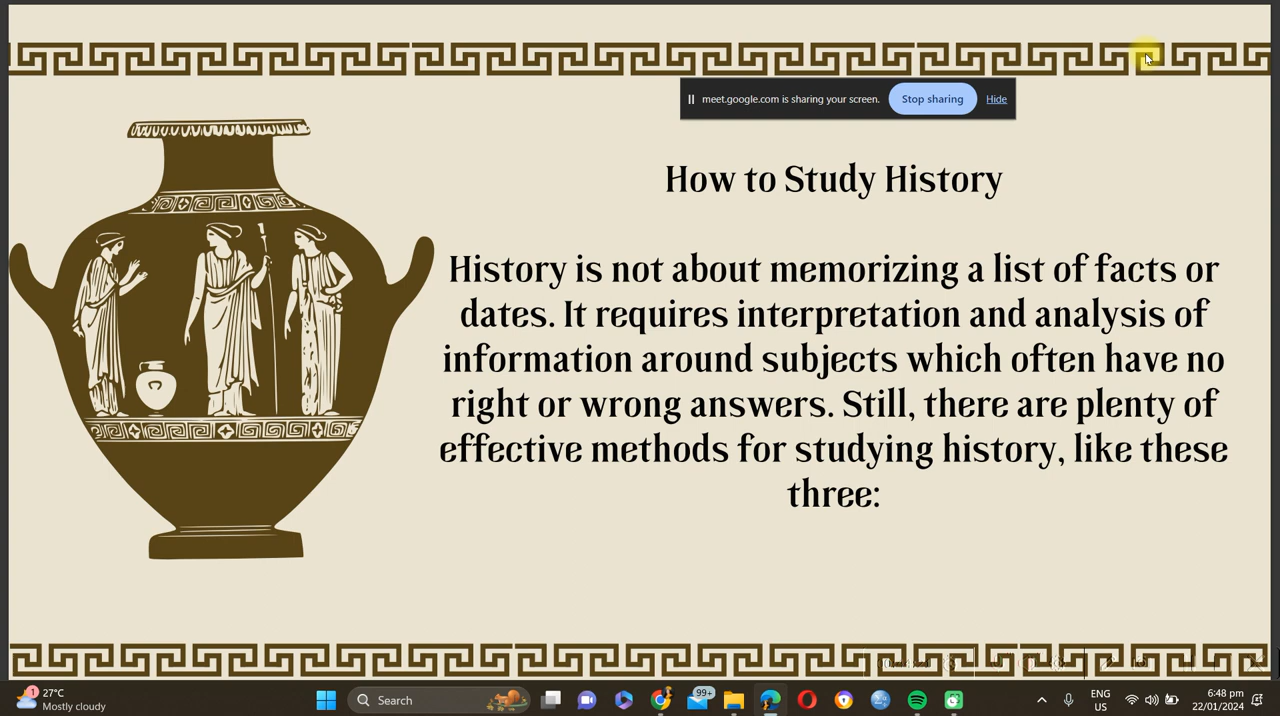 meet.google.com is sharing your screen. Stop sharing Hide
How to Study History
History is not about memorizing a list of facts or
dates. It requires interpretation and analysis of
information around subjects which often have no
right or wrong answers. Still, there are plenty of
effective methods for studying history, like these
three:
1
27°C
Mostly cloudy
Search
99+
ENG
US
6:48 pm
22/01/2024